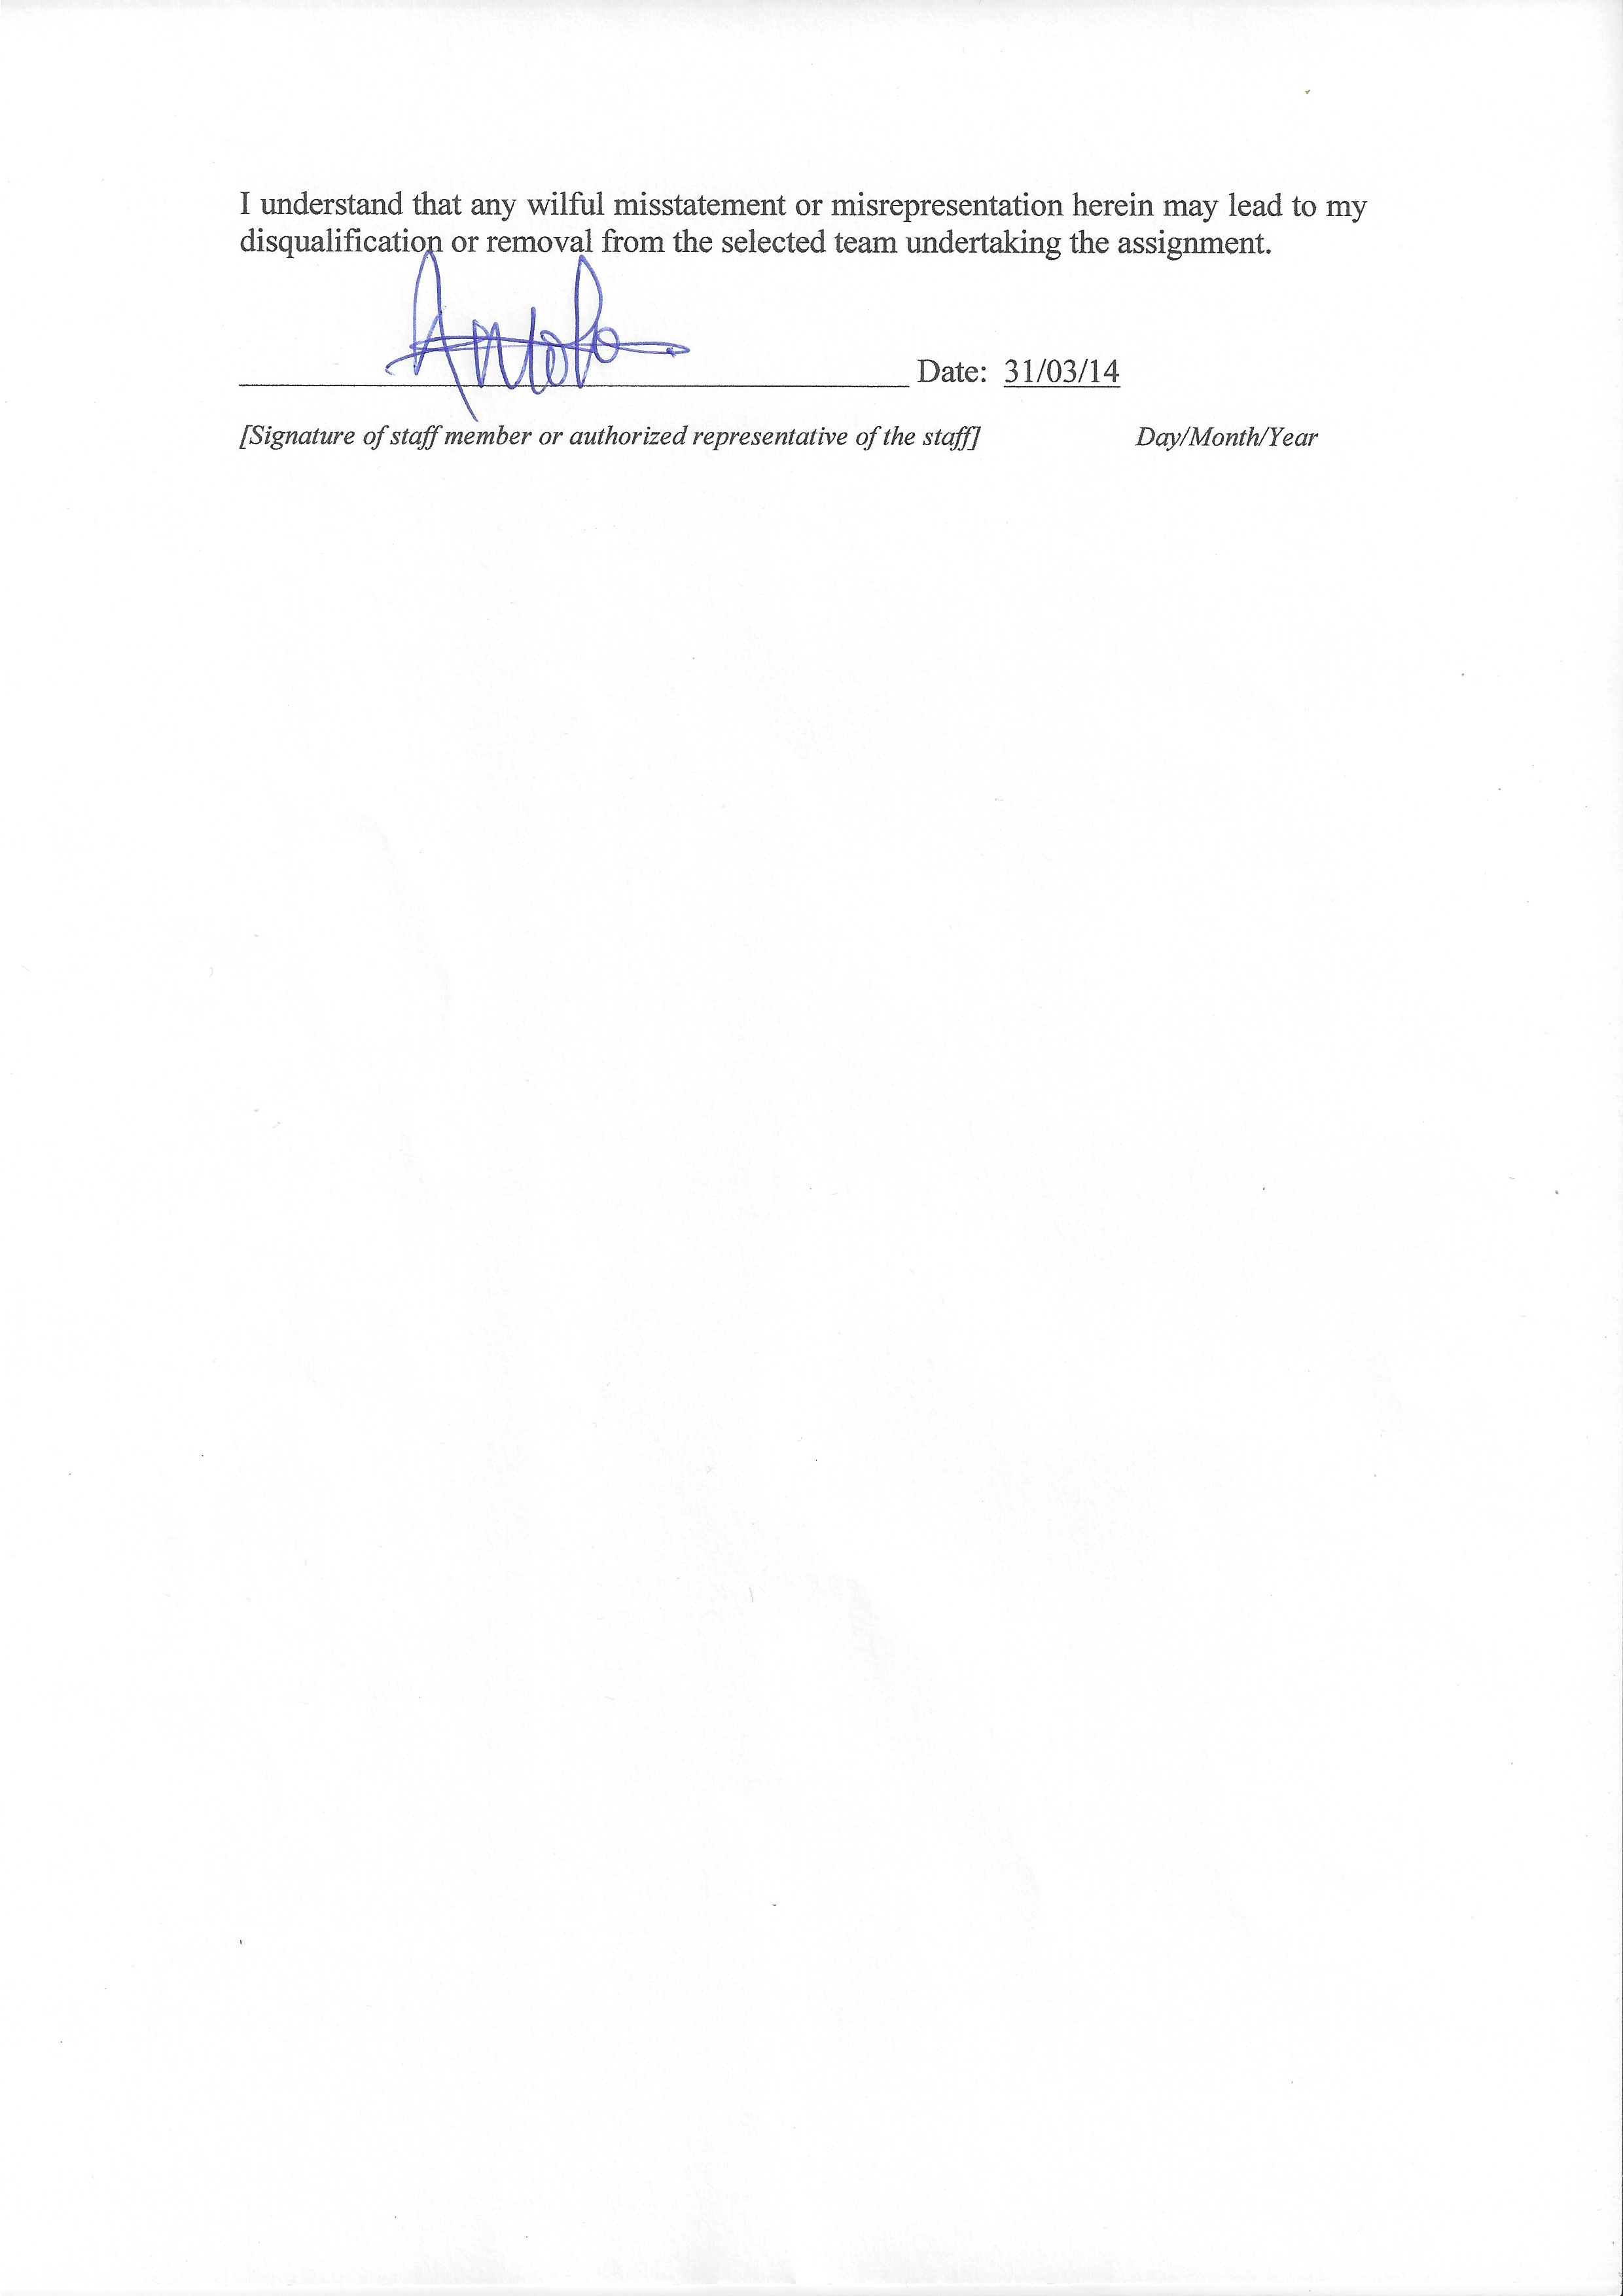 I understand that any wilful misstatement or misrepresentation herein may lead to my
disqualification or removal from the selected team undertaking the assignment.
Date: 31/03/14
[Signature of staff member or authorized representative of the staff] Day/Month/Year